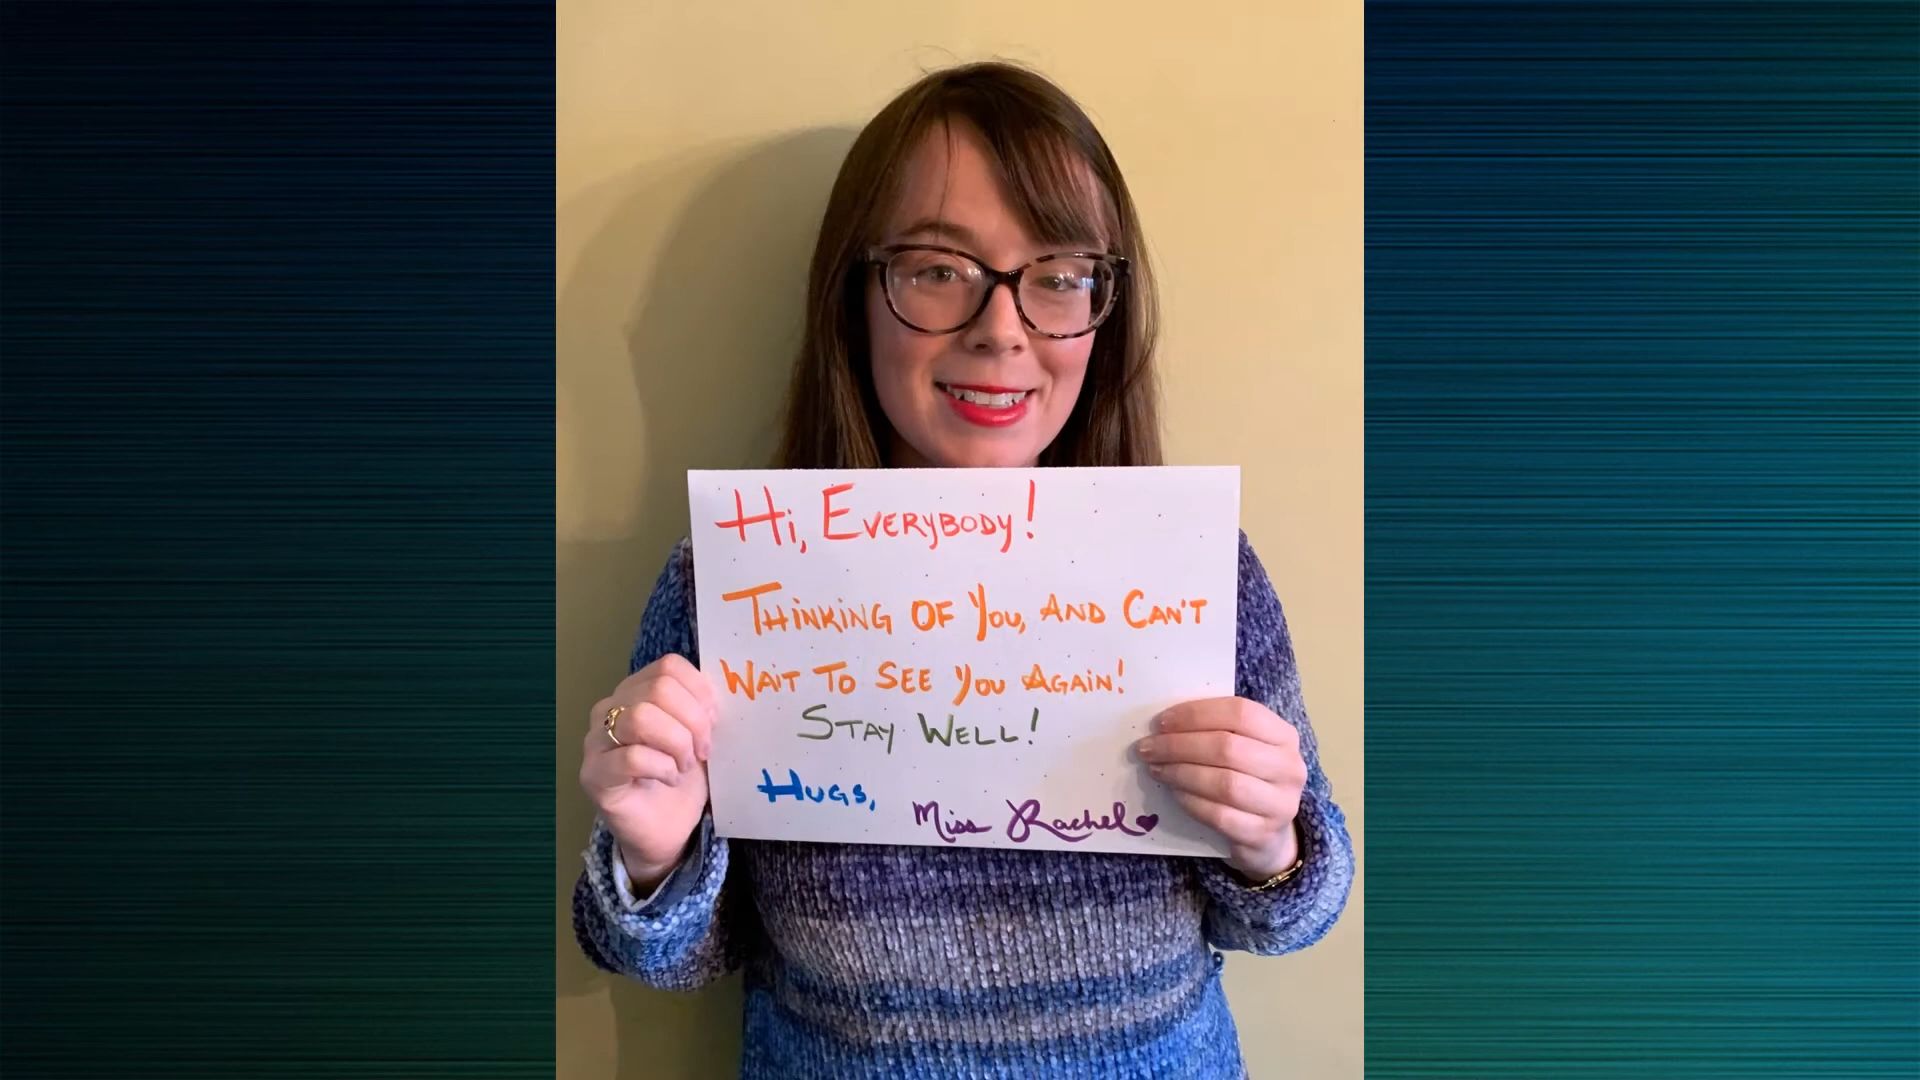 Hi, Everybody!
Thinking of You, and Can't
Wait to See You Again!
Stay Well!
Hugs,
Miss Rachel